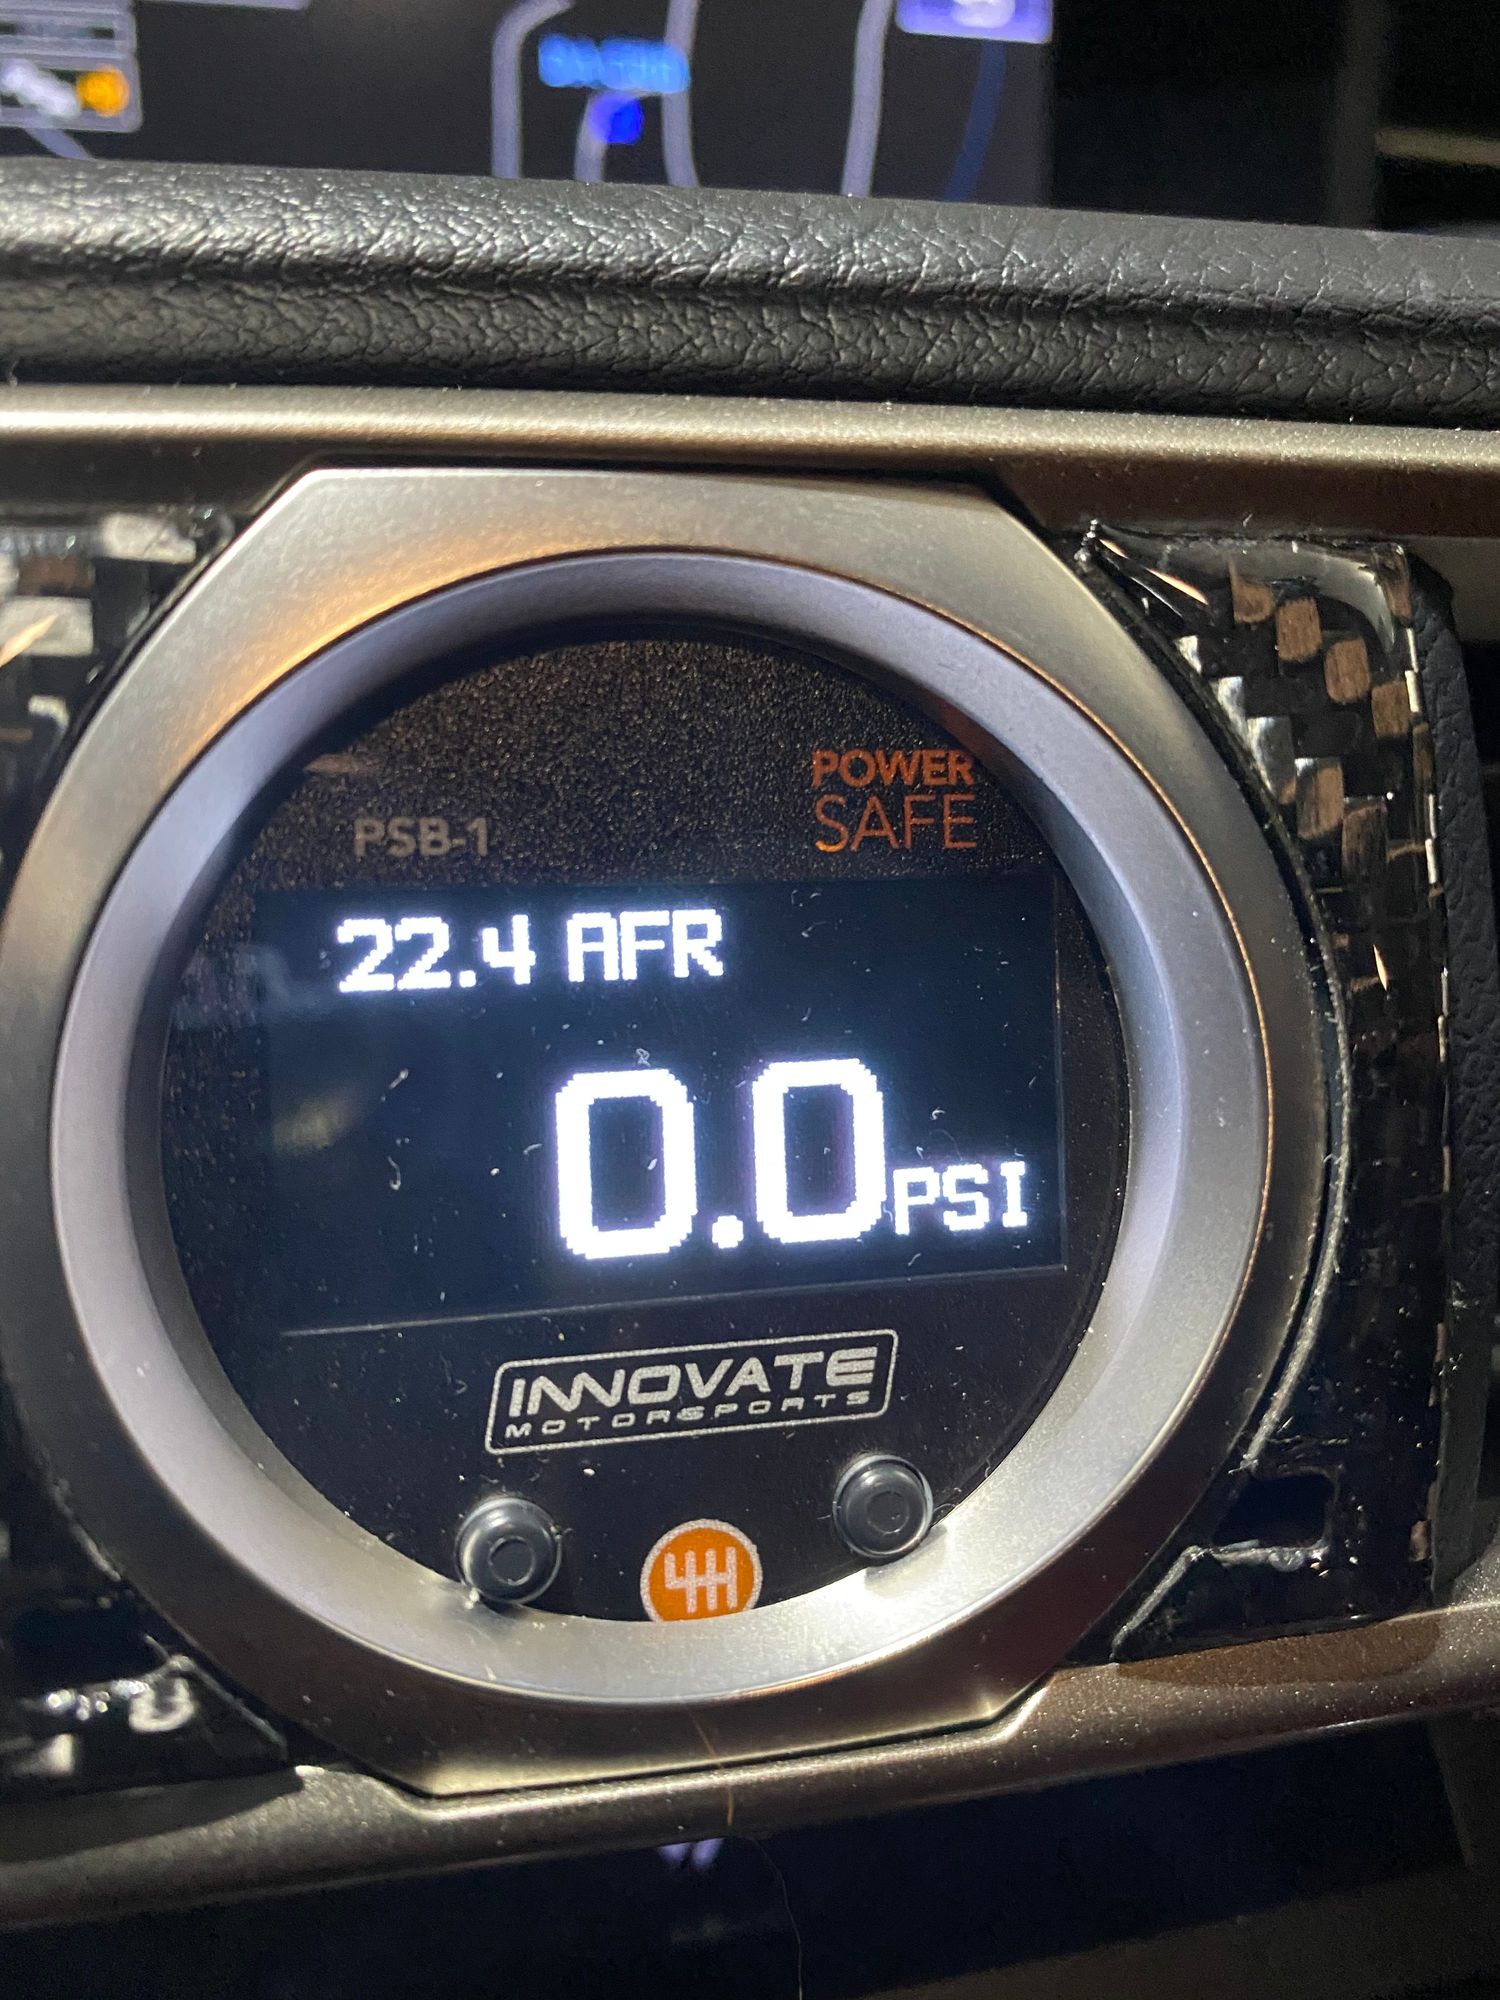 POWER
SAFE
PSB-1
22.4 AFR
0.0PSI
INNOVATE
MOTORSPORTS